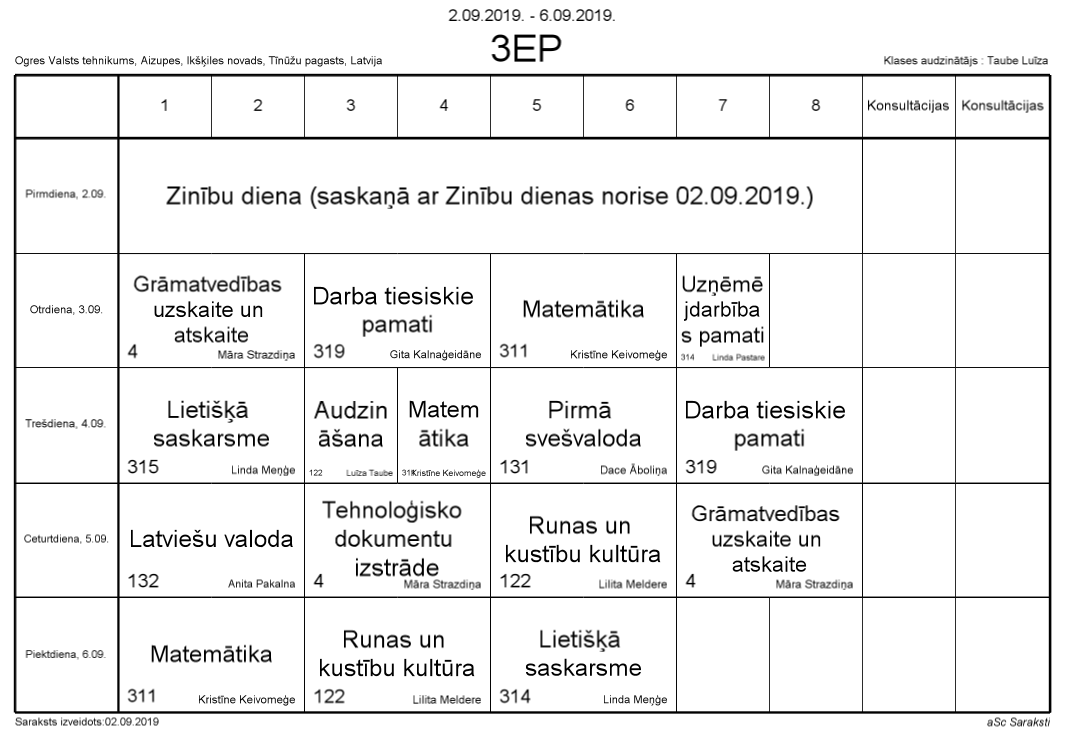 2.09.2019. - 6.09.2019.
3EP
Ogres Valsts tehnikums, Aizupes, Ikšķiles novads, Tīnūžu pagasts, Latvija
Klases audzinātājs : Taube Luīza
1 2 3 4 5 6 7 8 Konsultācijas Konsultācijas
Pirmdiena, 2.09.
Zinību diena (saskaņā ar Zinību dienas norise 02.09.2019.)
Otrdiena, 3.09.
Grāmatvedības
uzskaite un
atskaite
4 Māra Strazdiņa
Darba tiesiskie
pamati
319 Gita Kalnaģeidāne
Matemātika
311 Kristīne Keivomeģe
Uzņēmē
jdarbība
s pamati
314 Linda Pastare
Trešdiena, 4.09.
Lietišķā
saskarsme
315 Linda Meņģe
Audzin
āšana
122 Luīza Taube
Matem
ātika
Kristīne Keivomeģe
Pirmā
svešvaloda
131 Dace Āboliņa
Darba tiesiskie
pamati
319 Gita Kalnaģeidāne
Ceturtdiena, 5.09.
Latviešu valoda
132 Anita Pakalna
Tehnoloģisko
dokumentu
izstrāde
4 Māra Strazdiņa
Runas un
kustību kultūra
122 Lilita Meldere
Grāmatvedības
uzskaite un
atskaite
4 Māra Strazdiņa
Piektdiena, 6.09.
Matemātika
311 Kristīne Keivomeģe
Runas un
kustību kultūra
122 Lilita Meldere
Lietišķā
saskarsme
314 Linda Meņģe
Saraksts izveidots:02.09.2019
aSc Saraksti